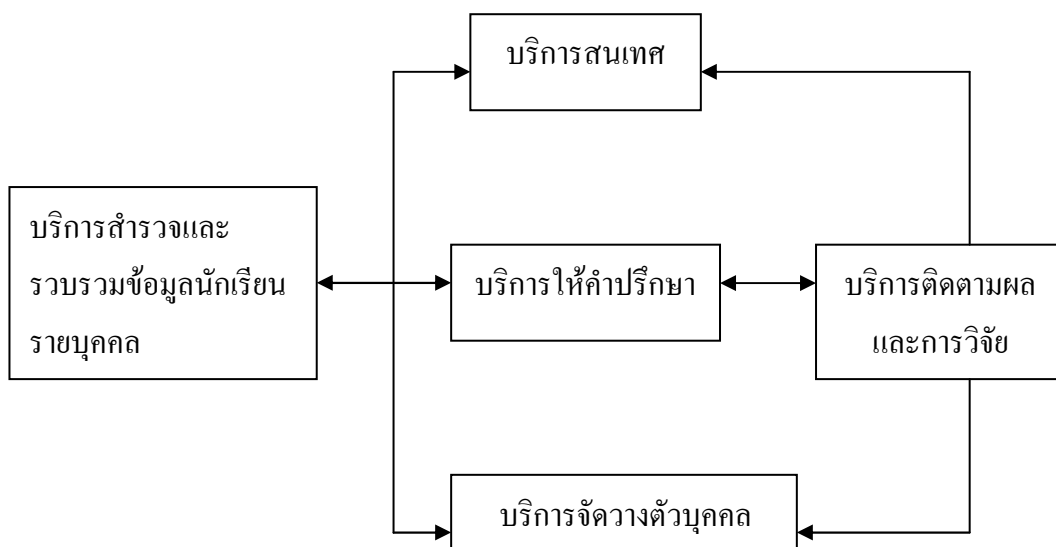 บริการสนเทศ
บริการสำรวจและ
รวบรวมข้อมูลนักเรียน
รายบุคคล
บริการให้คำปรึกษา
บริการติดตามผล
และการวิจัย
บริการจัดวางตัวบุคคล